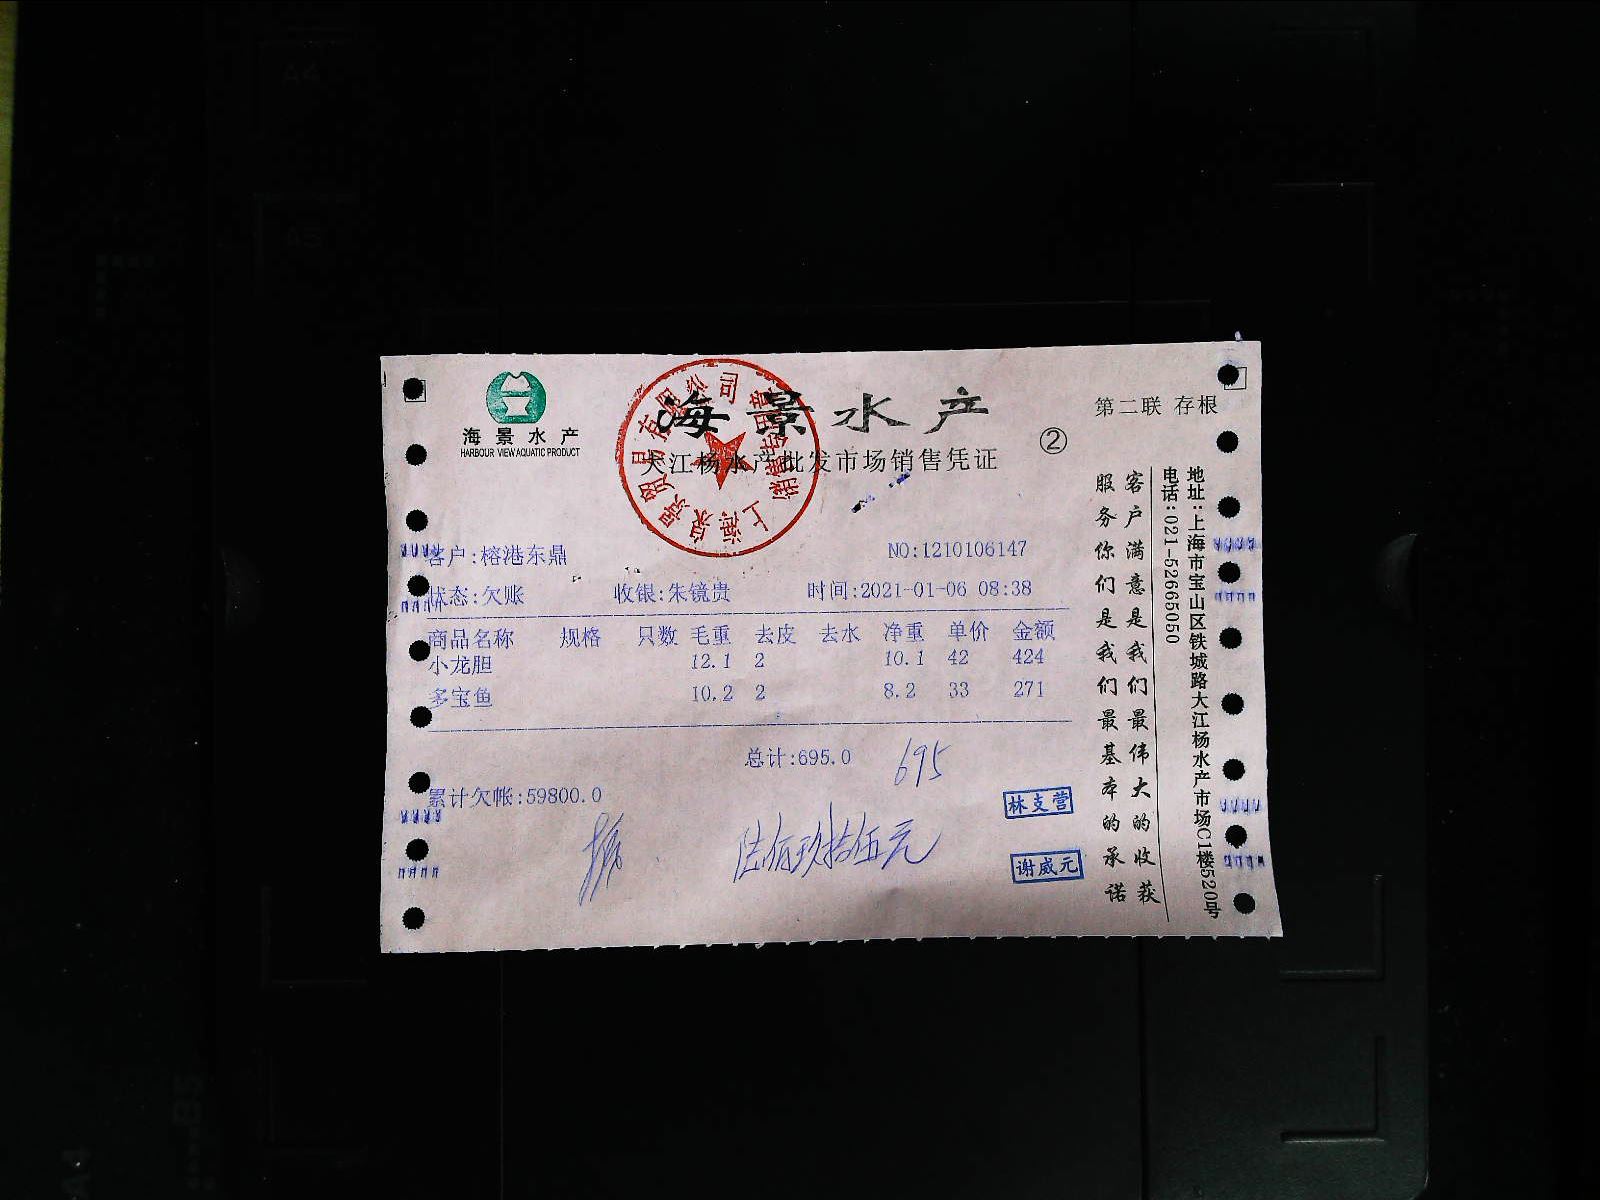 海景水产
HARBOUR VIEW AQUATIC PRODUCT
海景水产
大江杨水产批发市场销售凭证
②
第二联 存根
客户:榕港东鼎
NO:1210106147
状态:欠账 收银:朱镜贵 时间:2021-01-06 08:38
商品名称 规格 只数 毛重 去皮 去水 净重 单价 金额
小龙胆 12.1 2 10.1 42 424
多宝鱼 10.2 2 8.2 33 271
总计:695.0 695
累计欠帐:59800.0
林支营
陆佰玖拾伍元
谢威元
客户满意是我们最伟大的收获
服务你们是我们最基本的承诺
地址:上海市宝山区铁城路大江杨水产市场C1楼520号
电话:021-52665050
A4
A3
B5
A4